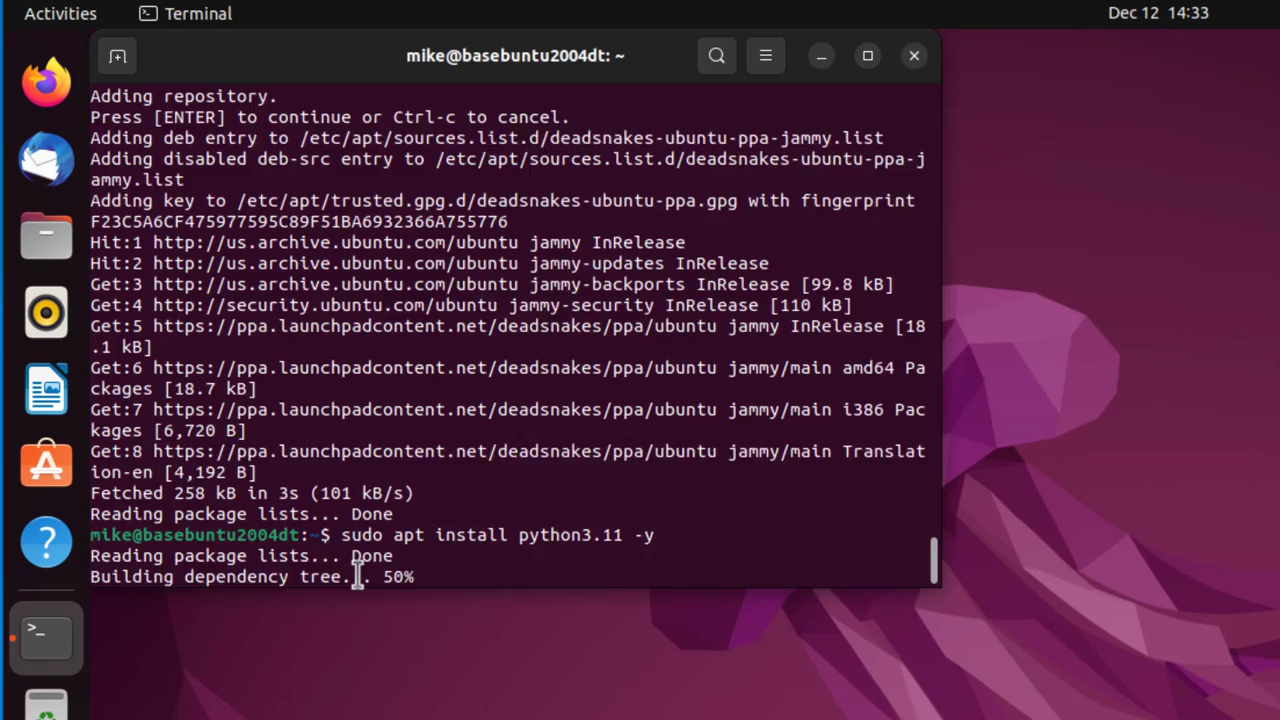 Activities
Terminal
Dec 12 14:33
mike@basebuntu2004dt: ~
Adding repository.
Press [ENTER] to continue or Ctrl-c to cancel.
Adding deb entry to /etc/apt/sources.list.d/deadsnakes-ubuntu-ppa-jammy.list
Adding disabled deb-src entry to /etc/apt/sources.list.d/deadsnakes-ubuntu-ppa-j
ammy.list
Adding key to /etc/apt/trusted.gpg.d/deadsnakes-ubuntu-ppa.gpg with fingerprint
F23C5A6CF475977595C89F51BA6932366A755776
Hit:1 http://us.archive.ubuntu.com/ubuntu jammy InRelease
Hit:2 http://us.archive.ubuntu.com/ubuntu jammy-updates InRelease
Get:3 http://us.archive.ubuntu.com/ubuntu jammy-backports InRelease [99.8 kB]
Get:4 http://security.ubuntu.com/ubuntu jammy-security InRelease [110 kB]
Get:5 https://ppa.launchpadcontent.net/deadsnakes/ppa/ubuntu jammy InRelease [18
.1 kB]
Get:6 https://ppa.launchpadcontent.net/deadsnakes/ppa/ubuntu jammy/main amd64 Pa
ckages [18.7 kB]
Get:7 https://ppa.launchpadcontent.net/deadsnakes/ppa/ubuntu jammy/main i386 Pac
kages [6,720 B]
Get:8 https://ppa.launchpadcontent.net/deadsnakes/ppa/ubuntu jammy/main Translat
ion-en [4,192 B]
Fetched 258 kB in 3s (101 kB/s)
Reading package lists... Done
mike@basebuntu2004dt:~$ sudo apt install python3.11 -y
Reading package lists... Done
Building dependency tree... 50%